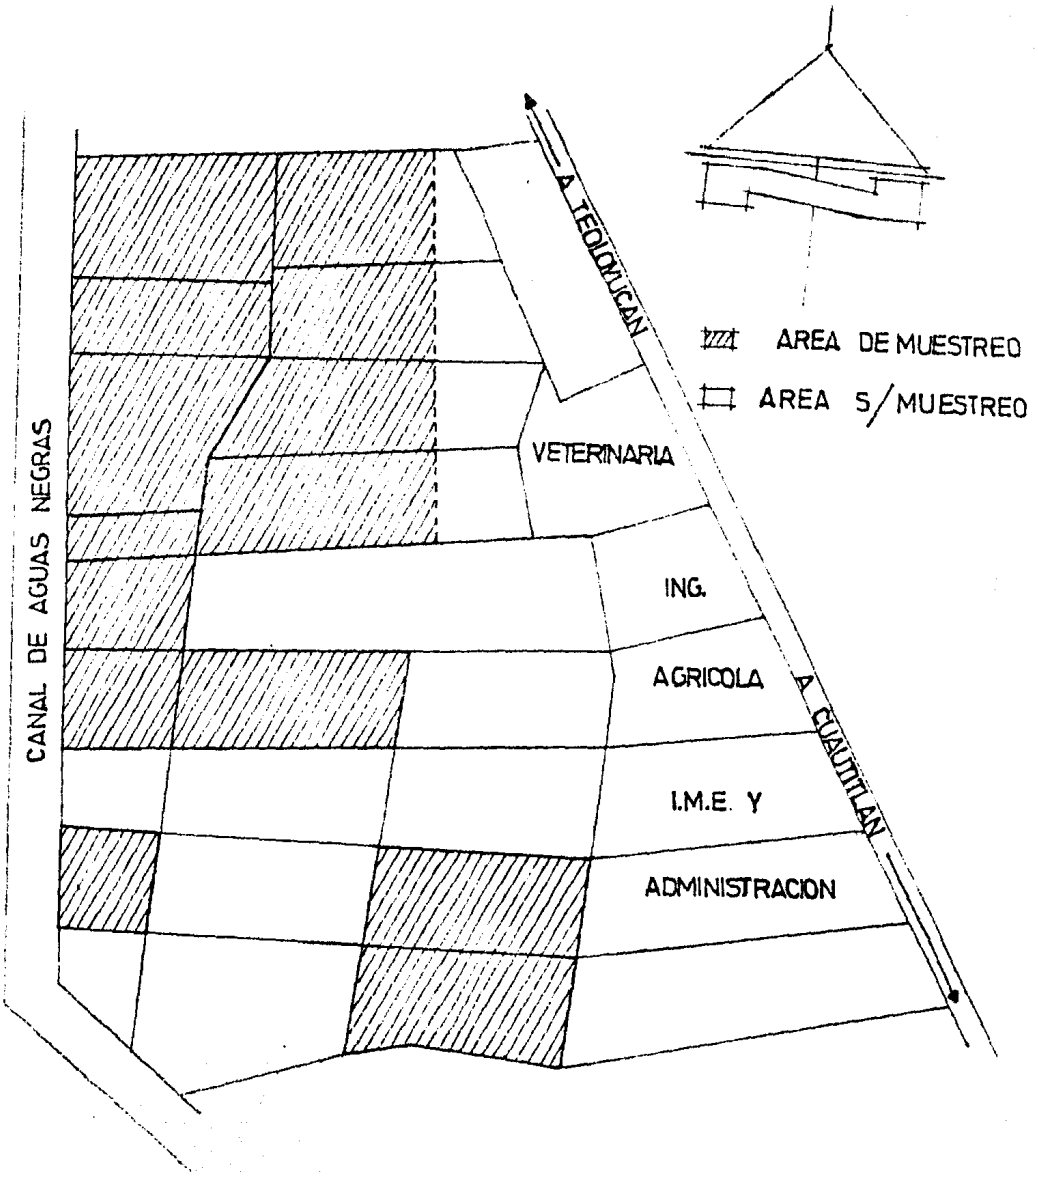 A TEOLOYUCAN
AREA DE MUESTREO
AREA S/MUESTREO
CANAL DE AGUAS NEGRAS
VETERINARIA
ING.
AGRICOLA
A CUAUTITLAN
I.M.E. Y
ADMINISTRACION